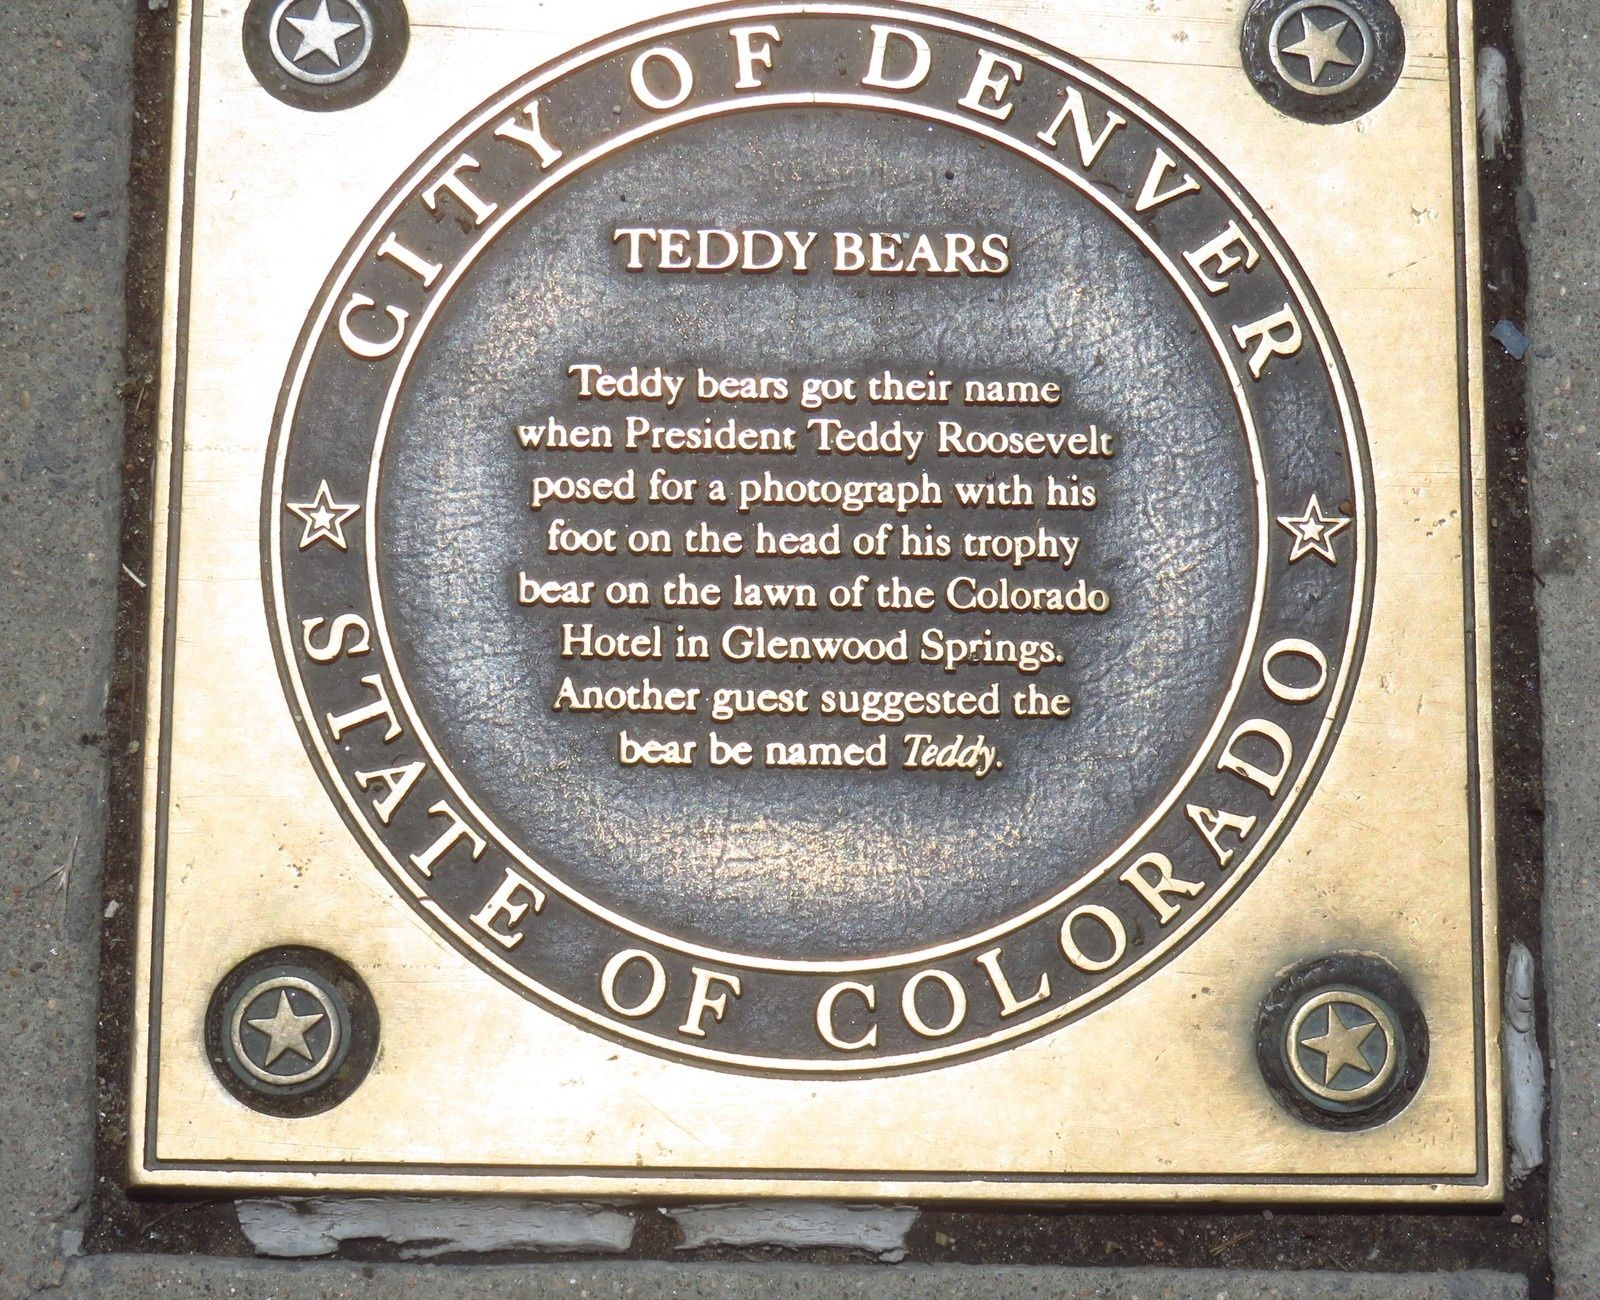 CITY OF DENVER
TEDDY BEARS
Teddy bears got their name
when President Teddy Roosevelt
posed for a photograph with his
foot on the head of his trophy
bear on the lawn of the Colorado
Hotel in Glenwood Springs.
Another guest suggested the
bear be named Teddy.
STATE OF COLORADO